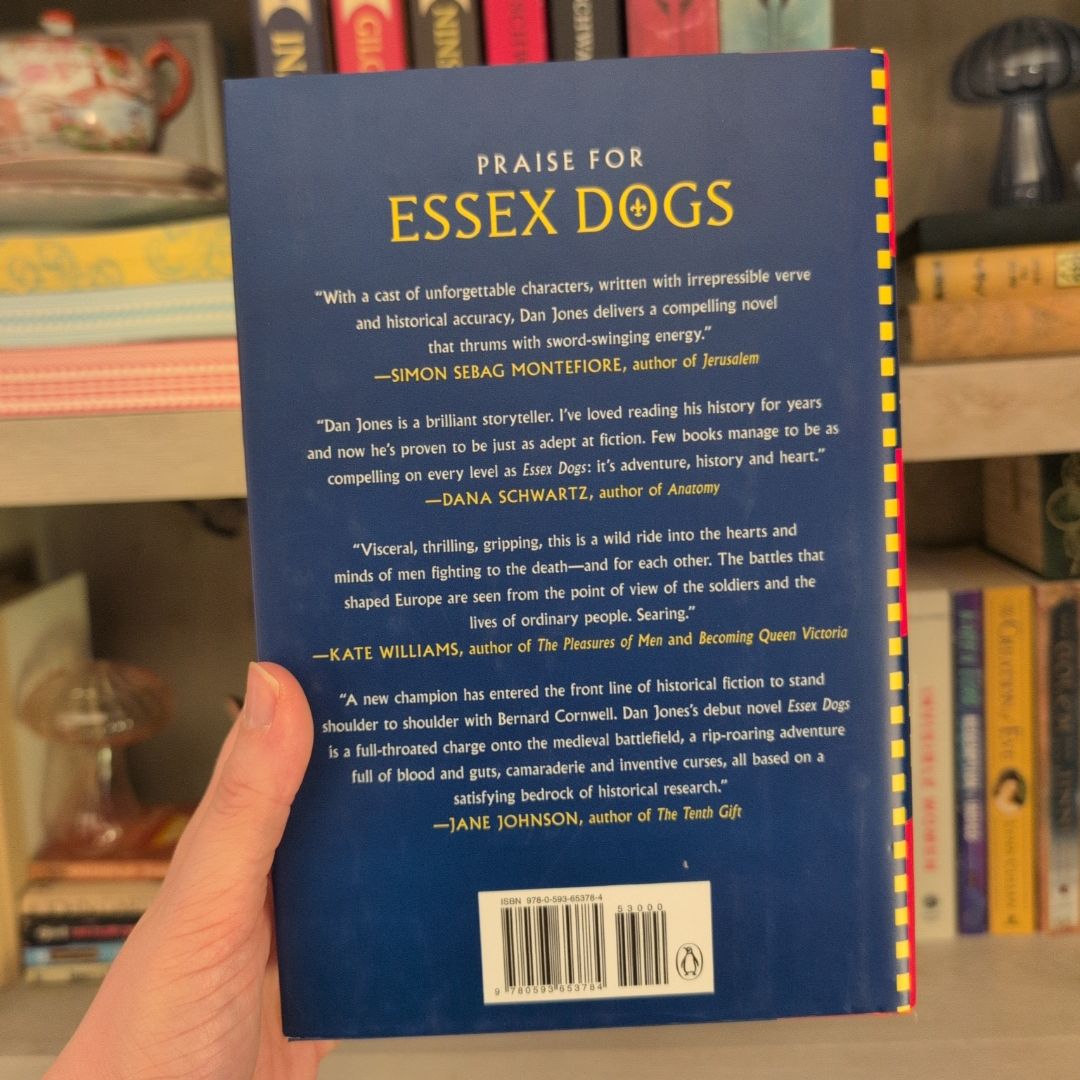 PRAISE FOR
ESSEX DOGS
“With a cast of unforgettable characters, written with irrepressible verve
and historical accuracy, Dan Jones delivers a compelling novel
that thrums with sword-swinging energy.”
—SIMON SEBAG MONTEFIORE, author of Jerusalem
“Dan Jones is a brilliant storyteller. I’ve loved reading his history for years
and now he’s proven to be just as adept at fiction. Few books manage to be as
compelling on every level as Essex Dogs: it’s adventure, history and heart.”
—DANA SCHWARTZ, author of Anatomy
“Visceral, thrilling, gripping, this is a wild ride into the hearts and
minds of men fighting to the death—and for each other. The battles that
shaped Europe are seen from the point of view of the soldiers and the
lives of ordinary people. Searing.”
—KATE WILLIAMS, author of The Pleasures of Men and Becoming Queen Victoria
“A new champion has entered the front line of historical fiction to stand
shoulder to shoulder with Bernard Cornwell. Dan Jones’s debut novel Essex Dogs
is a full-throated charge onto the medieval battlefield, a rip-roaring adventure
full of blood and guts, camaraderie and inventive curses, all based on a
satisfying bedrock of historical research.”
—JANE JOHNSON, author of The Tenth Gift
ISBN 978-0-593-65378-4
53000
9 780593 653784